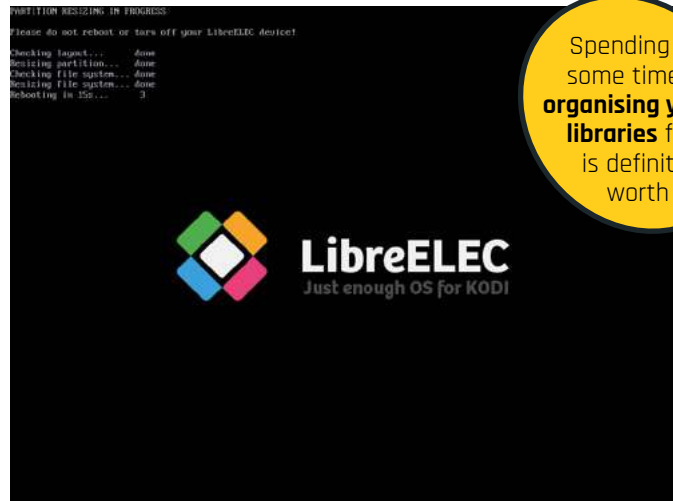 PARTITION RESIZING IN PROGRESS
Please do not reboot or turn off your LibreELEC device!
Checking layout... done
Resizing partition... done
Checking file system... done
Resizing file system... done
Rebooting in 15s... 3
Spending
some time
organising y
libraries f
is definit
worth
LibreELEC
Just enough OS for KODI